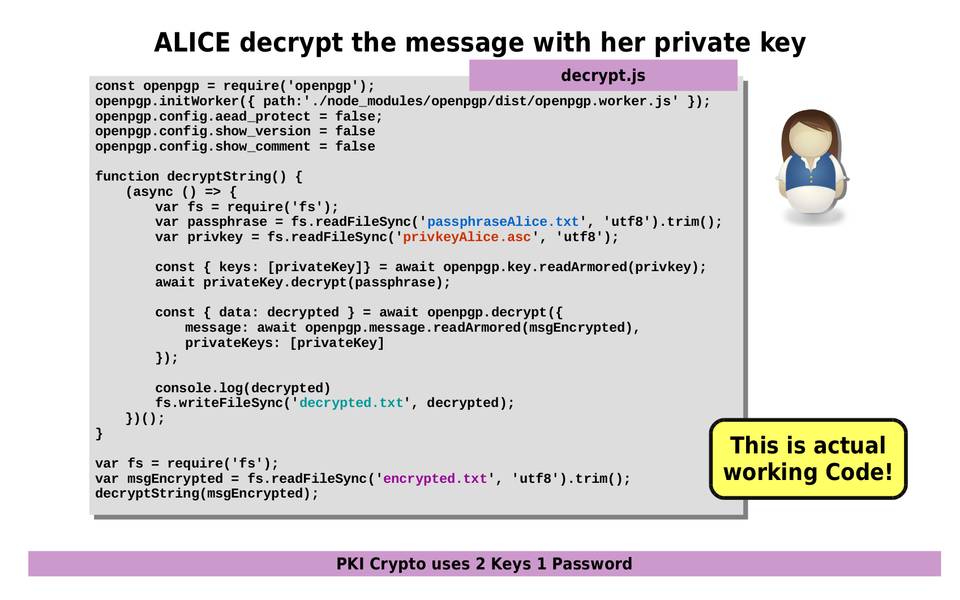 ALICE decrypt the message with her private key
decrypt.js
const openpgp = require('openpgp');
openpgp.initWorker({ path:'./node_modules/openpgp/dist/openpgp.worker.js' });
openpgp.config.aead_protect = false;
openpgp.config.show_version = false
openpgp.config.show_comment = false

function decryptString() {
    (async () => {
        var fs = require('fs');
        var passphrase = fs.readFileSync('passphraseAlice.txt', 'utf8').trim();
        var privkey = fs.readFileSync('privkeyAlice.asc', 'utf8');

        const { keys: [privateKey]} = await openpgp.key.readArmored(privkey);
        await privateKey.decrypt(passphrase);

        const { data: decrypted } = await openpgp.decrypt({
            message: await openpgp.message.readArmored(msgEncrypted),
            privateKeys: [privateKey]
        });

        console.log(decrypted)
        fs.writeFileSync('decrypted.txt', decrypted);
    })();
}

var fs = require('fs');
var msgEncrypted = fs.readFileSync('encrypted.txt', 'utf8').trim();
decryptString(msgEncrypted);
This is actual
working Code!
PKI Crypto uses 2 Keys 1 Password